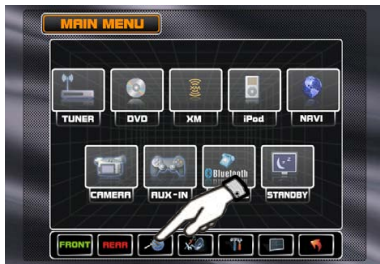 MAIN MENU
TUNER DVD XM iPod NAVI
Bluetooth
CAMERA AUX-IN STANDBY
FRONT REAR